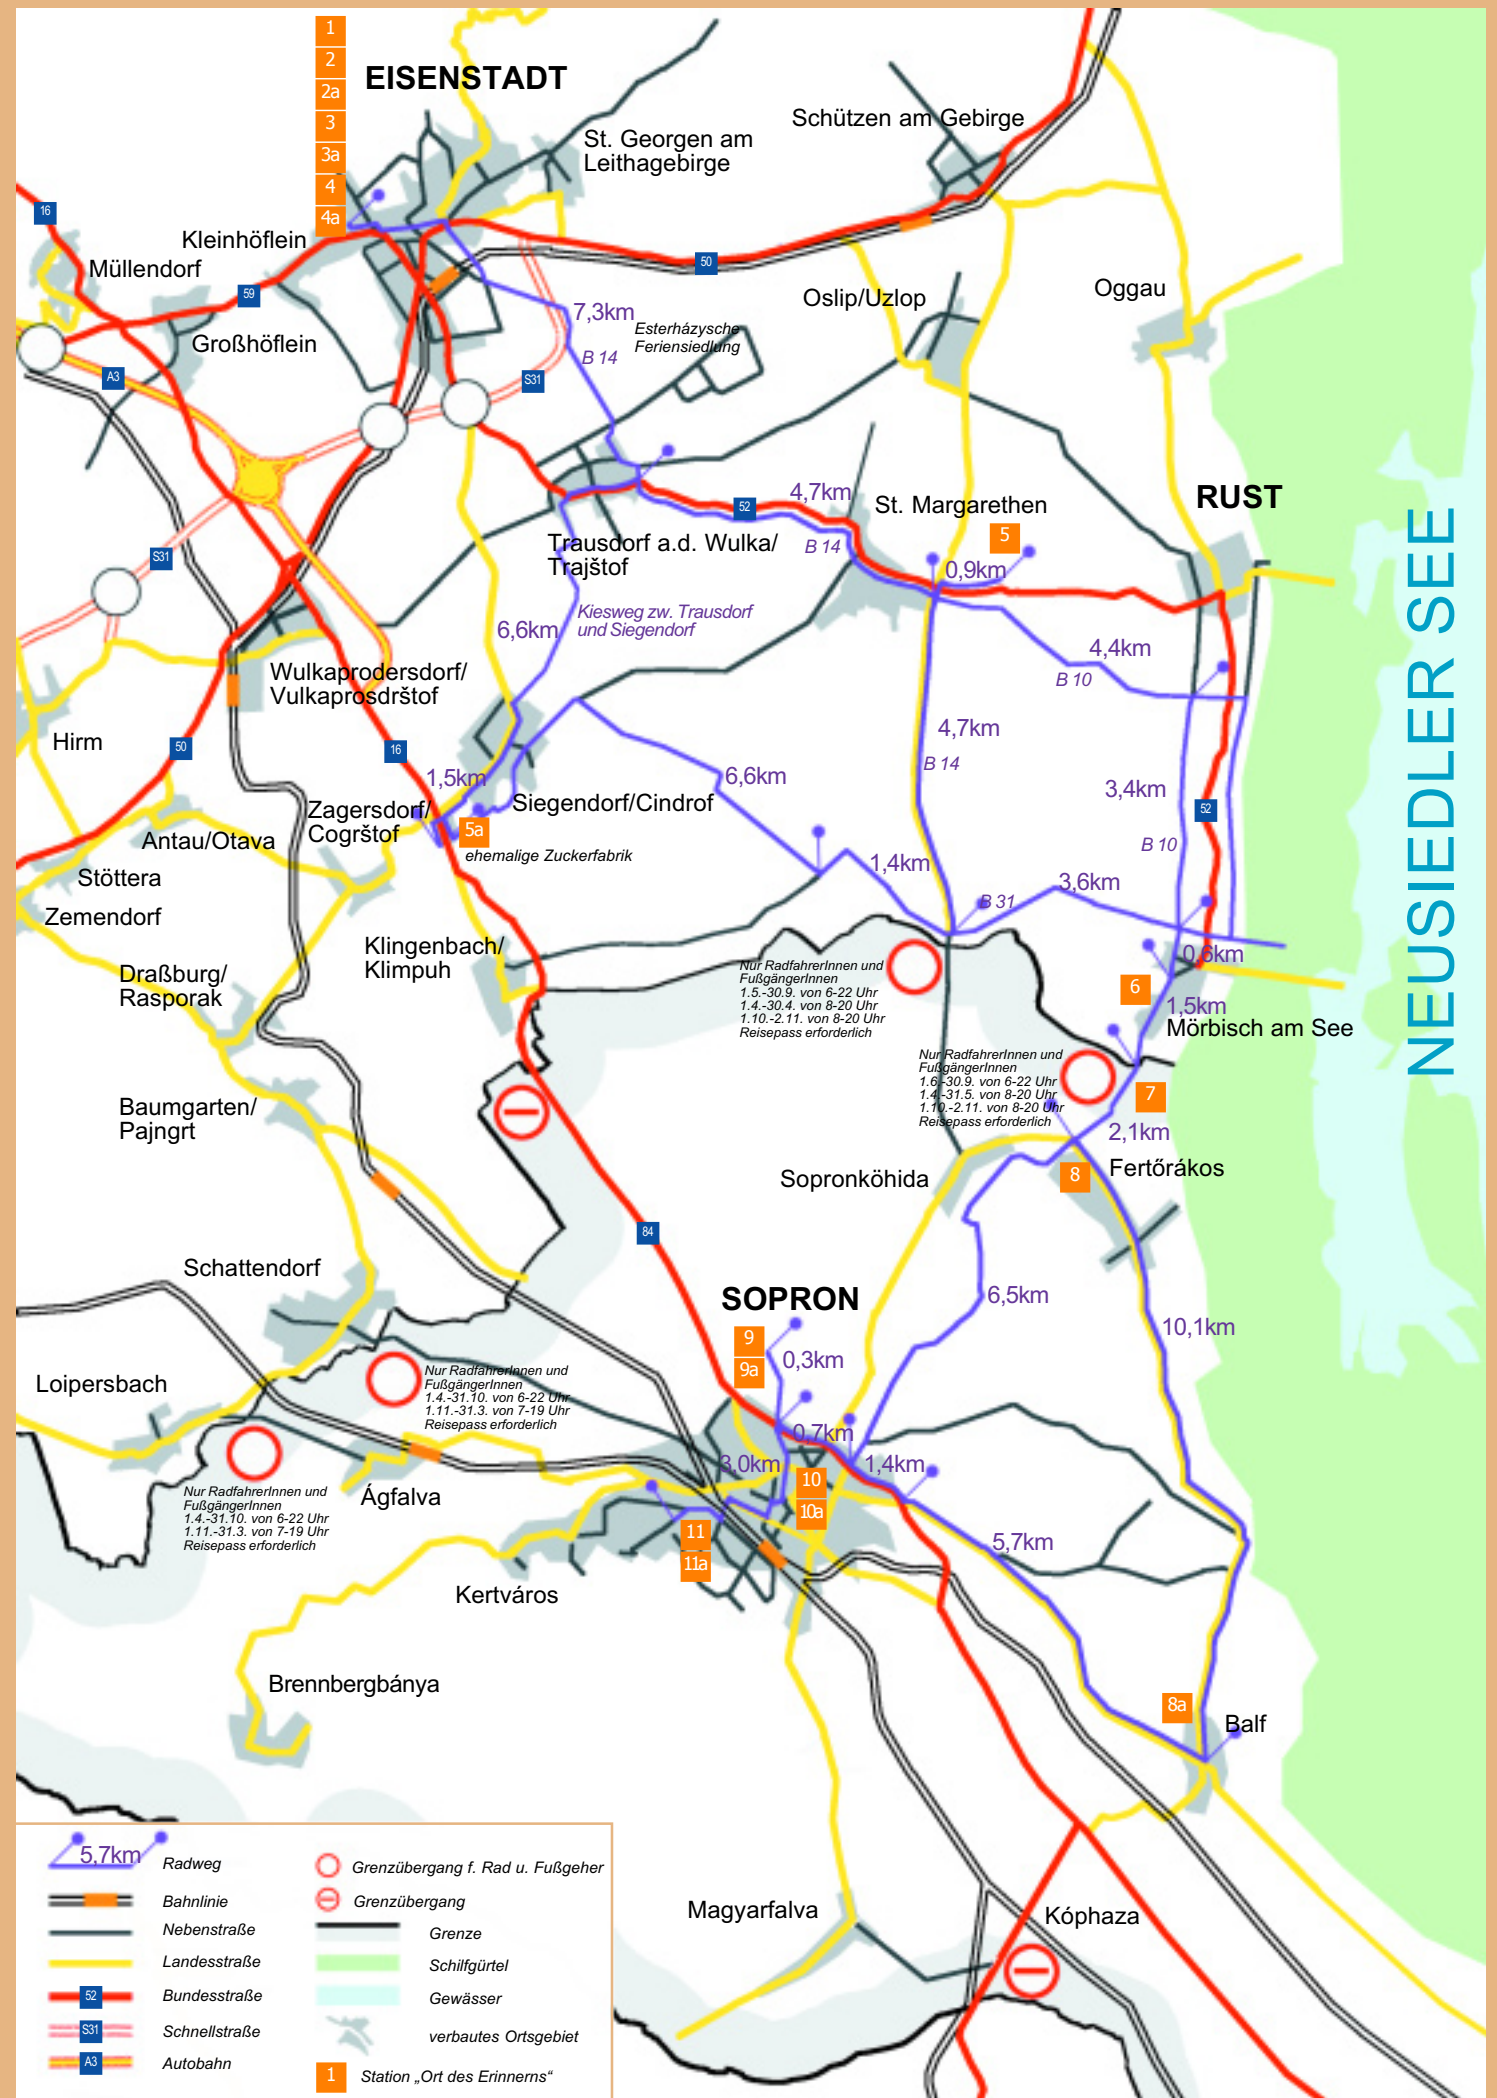 1
2
2a
3
3a
4
4a
EISENSTADT
St. Georgen am
Leithagebirge
Schützen am Gebirge
16
Kleinhöflein
Müllendorf
59
50
Oslip/Uzlop
Oggau
7,3km
Esterházysche
Feriensiedlung
B 14
Großhöflein
A3
S31
4,7km
52
St. Margarethen
RUST
5
B 14
0,9km
Trausdorf a.d. Wulka/
Trajštof
S31
Kiesweg zw. Trausdorf
und Siegendorf
6,6km
4,4km
B 10
Wulkaprodersdorf/
Vulkaprosdrštof
NEUSIEDLER SEE
Hirm
50
16
4,7km
B 14
1,5km
6,6km
3,4km
52
Zagersdorf/
Cogrštof
Siegendorf/Cindrof
5a
ehemalige Zuckerfabrik
Antau/Otava
B 10
1,4km
3,6km
B 31
Stöttera
Zemendorf
Klingenbach/
Klimpuh
0,6km
Draßburg/
Rasporak
Nur RadfahrerInnen und
FußgängerInnen
1.5.-30.9. von 6-22 Uhr
1.4.-30.4. von 8-20 Uhr
1.10.-2.11. von 8-20 Uhr
Reisepass erforderlich
6
1,5km
Mörbisch am See
Nur RadfahrerInnen und
FußgängerInnen
1.6.-30.9. von 6-22 Uhr
1.4.-31.5. von 8-20 Uhr
1.10.-2.11. von 8-20 Uhr
Reisepass erforderlich
7
2,1km
Baumgarten/
Pajngrt
8
Fertőrákos
Sopronköhida
84
Schattendorf
SOPRON
6,5km
10,1km
9
9a
0,3km
Nur RadfahrerInnen und
FußgängerInnen
1.4.-31.10. von 6-22 Uhr
1.11.-31.3. von 7-19 Uhr
Reisepass erforderlich
Loipersbach
0,7km
3,0km
1,4km
10
10a
Ágfalva
Nur RadfahrerInnen und
FußgängerInnen
1.4.-31.10. von 6-22 Uhr
1.11.-31.3. von 7-19 Uhr
Reisepass erforderlich
11
11a
5,7km
Kertváros
Brennbergbánya
8a
Balf
Magyarfalva
Kóphaza
5,7km
Radweg
Bahnlinie
Nebenstraße
Landesstraße
52
Bundesstraße
S31
Schnellstraße
A3
Autobahn
Grenzübergang f. Rad u. Fußgeher
Grenzübergang
Grenze
Schilfgürtel
Gewässer
verbautes Ortsgebiet
1
Station „Ort des Erinnerns“